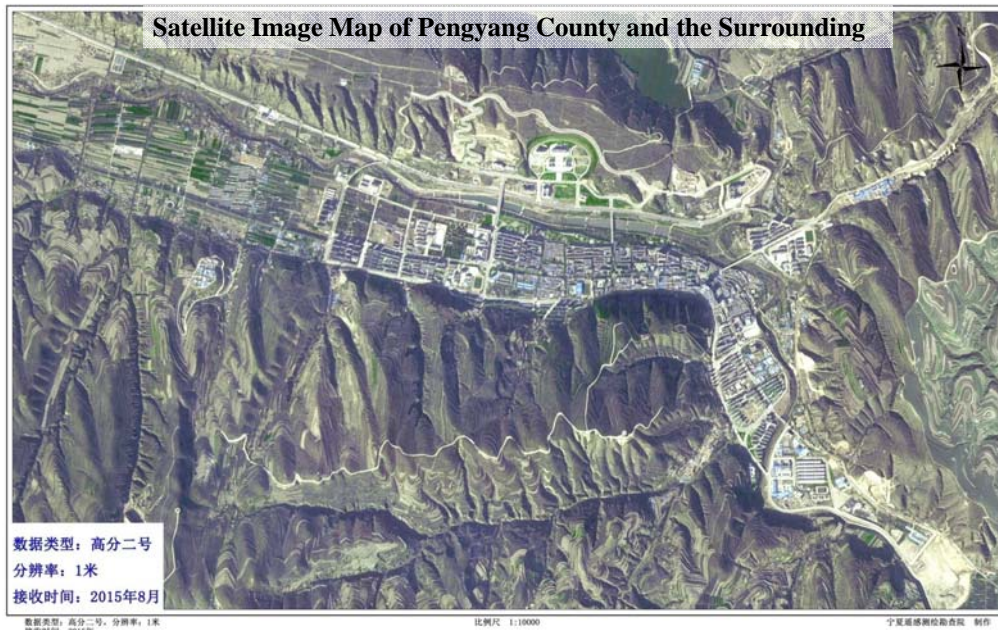 Satellite Image Map of Pengyang County and the Surrounding
N
数据类型：高分二号
分辨率：1米
接收时间：2015年8月
数据类型：高分二号，分辨率：1米
比例尺 1:10000
宁夏遥感测绘勘查院 制作